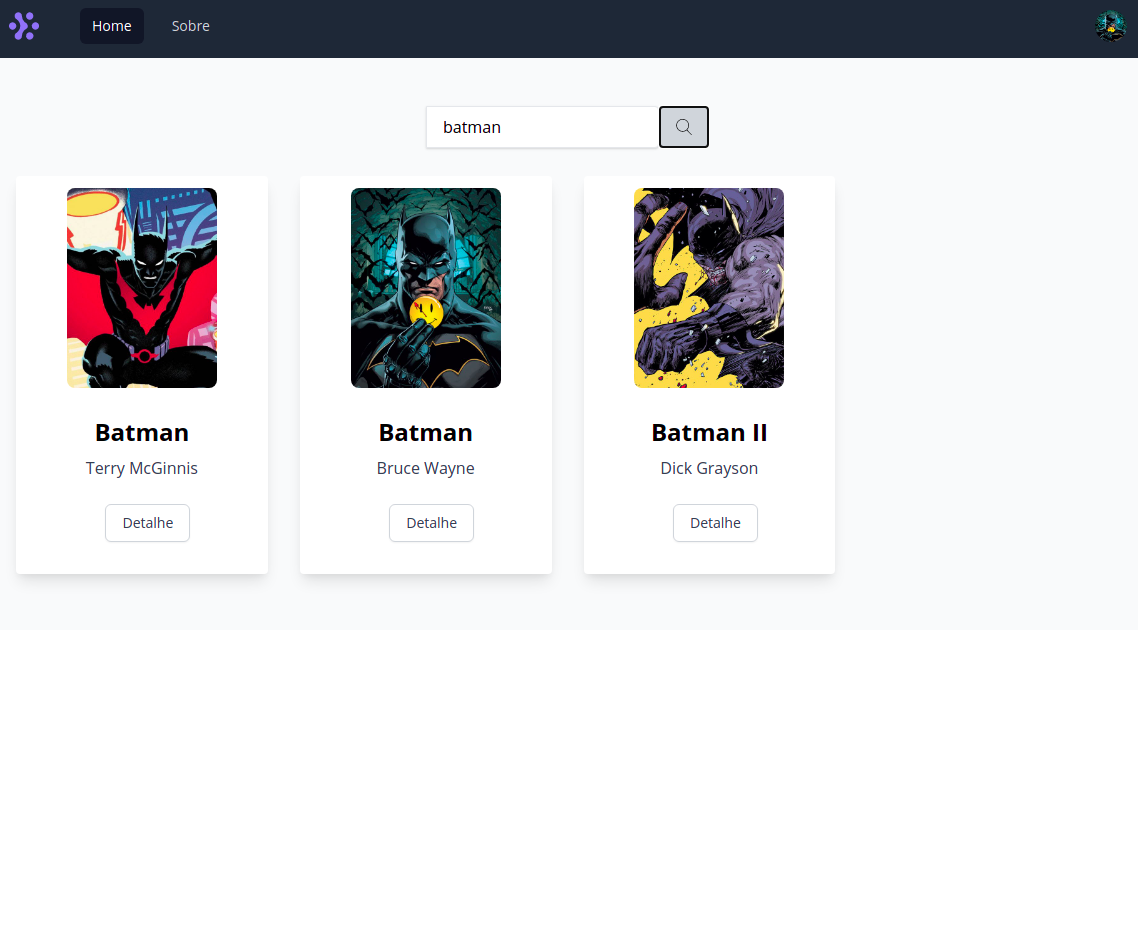 Home
Sobre
batman
Batman
Terry McGinnis
Detalhe
Batman
Bruce Wayne
Detalhe
Batman II
Dick Grayson
Detalhe